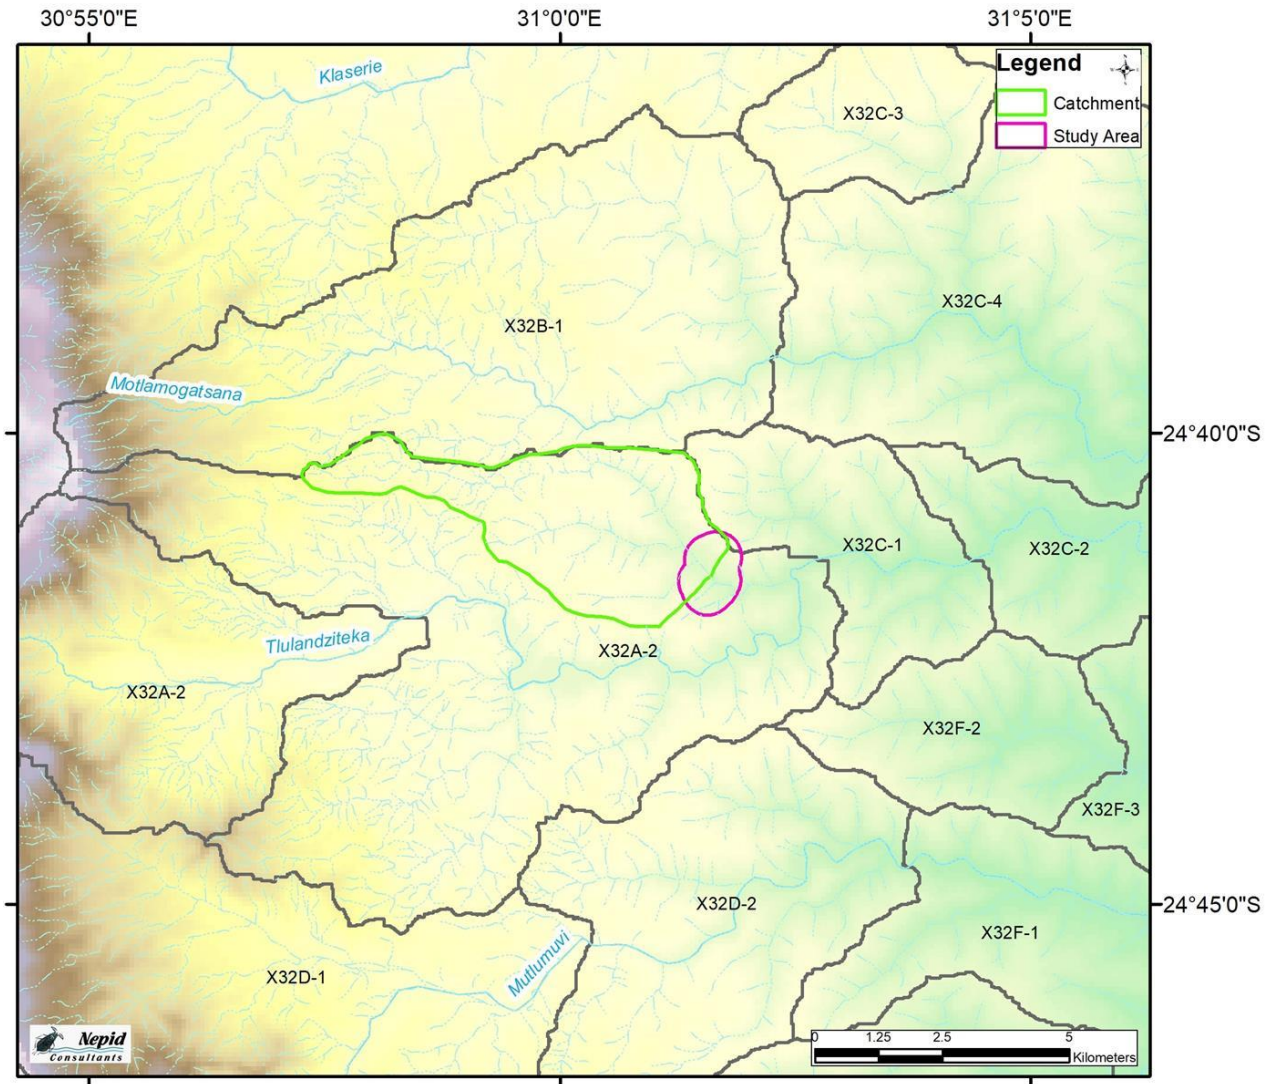 30°55'0"E
31°0'0"E
31°5'0"E
Legend
Catchment
Study Area
Klaserie
X32C-3
X32C-4
X32B-1
Motlamogatsana
24°40'0"S
X32C-1
X32C-2
Tlulandziteka
X32A-2
X32A-2
X32F-2
X32F-3
24°45'0"S
X32D-2
X32F-1
Mutlumuvi
X32D-1
Nepid
Consultants
0 1.25 2.5 5
Kilometers